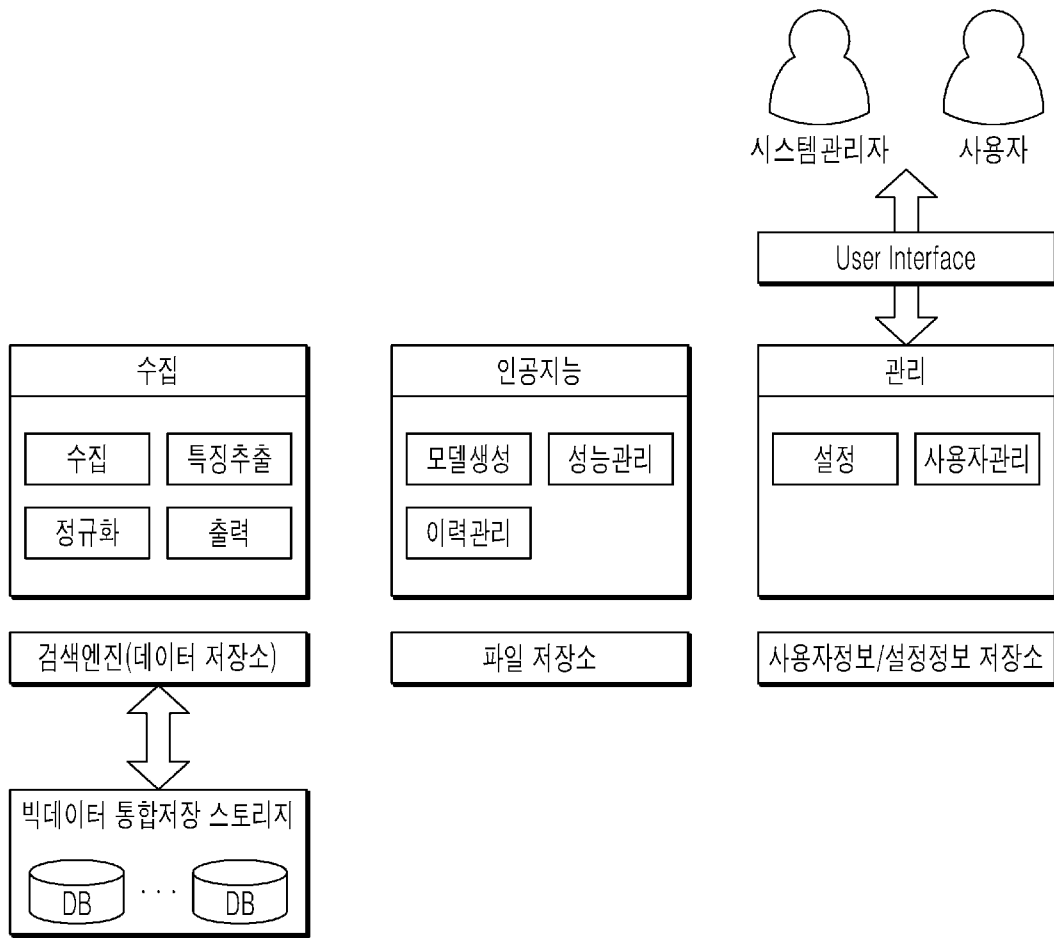 시스템관리자 사용자
User Interface
수집
수집 특징추출
정규화 출력
인공지능
모델생성 성능관리
이력관리
관리
설정 사용자관리
검색엔진(데이터 저장소)
파일 저장소
사용자정보/설정정보 저장소
빅데이터 통합저장 스토리지
DB ··· DB